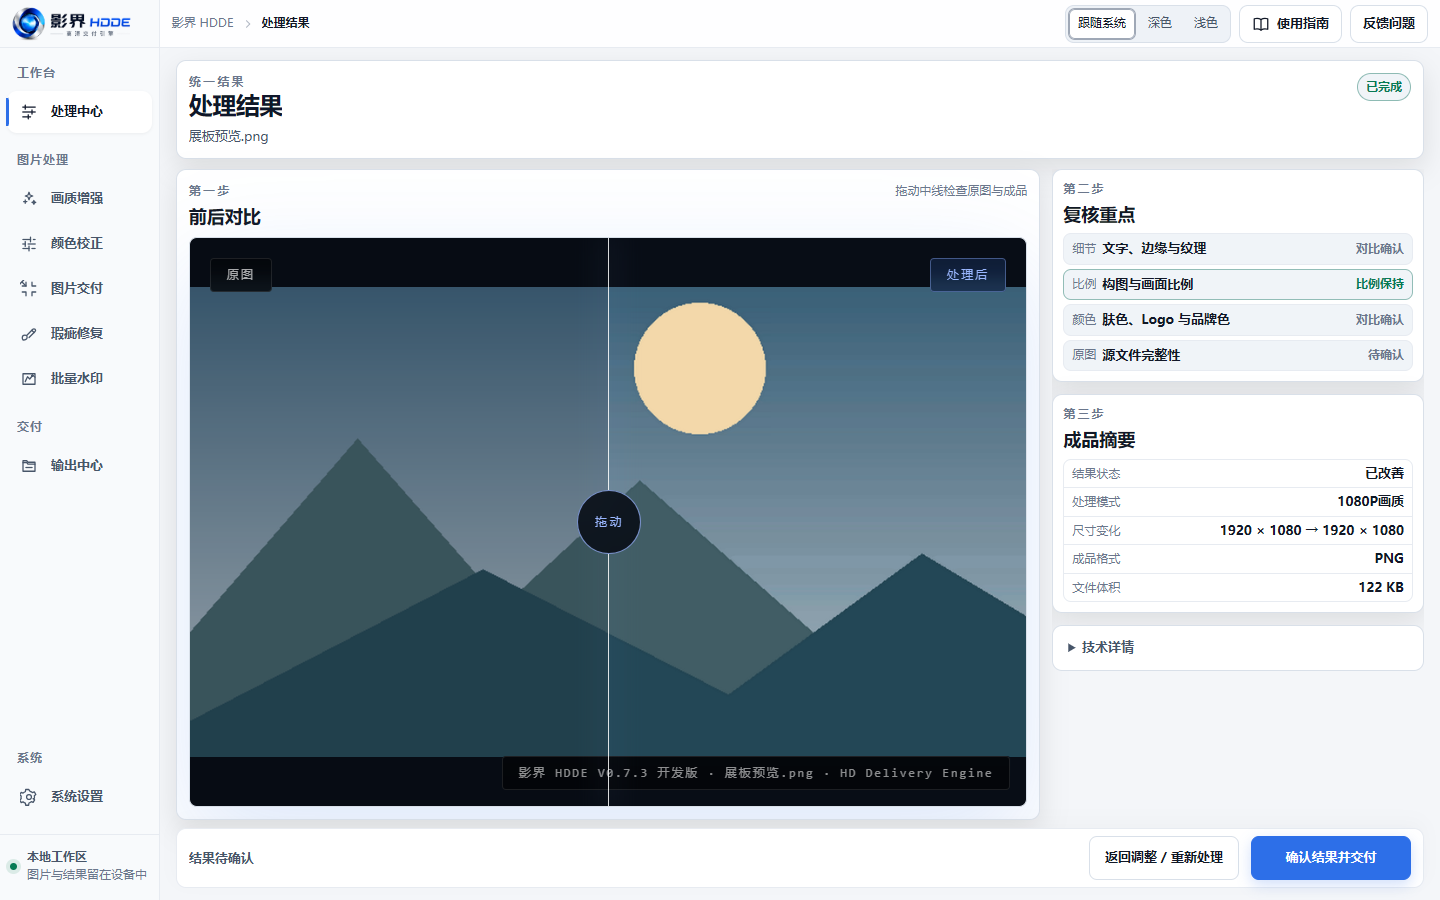 影界 HDDE
高清交付引擎
影界 HDDE > 处理结果
跟随系统 深色 浅色
使用指南
反馈问题
工作台
处理中心
图片处理
画质增强
颜色校正
图片交付
瑕疵修复
批量水印
交付
输出中心
系统
系统设置
本地工作区
图片与结果留在设备中
统一结果
处理结果
展板预览.png
已完成
第一步
前后对比
拖动中线检查原图与成品
原图
处理后
拖动
影界 HDDE V0.7.3 开发版 · 展板预览.png · HD Delivery Engine
第二步
复核重点
细节 文字、边缘与纹理 对比确认
比例 构图与画面比例 比例保持
颜色 肤色、Logo 与品牌色 对比确认
原图 源文件完整性 待确认
第三步
成品摘要
结果状态 已改善
处理模式 1080P画质
尺寸变化 1920 × 1080 → 1920 × 1080
成品格式 PNG
文件体积 122 KB
▶ 技术详情
结果待确认
返回调整 / 重新处理
确认结果并交付